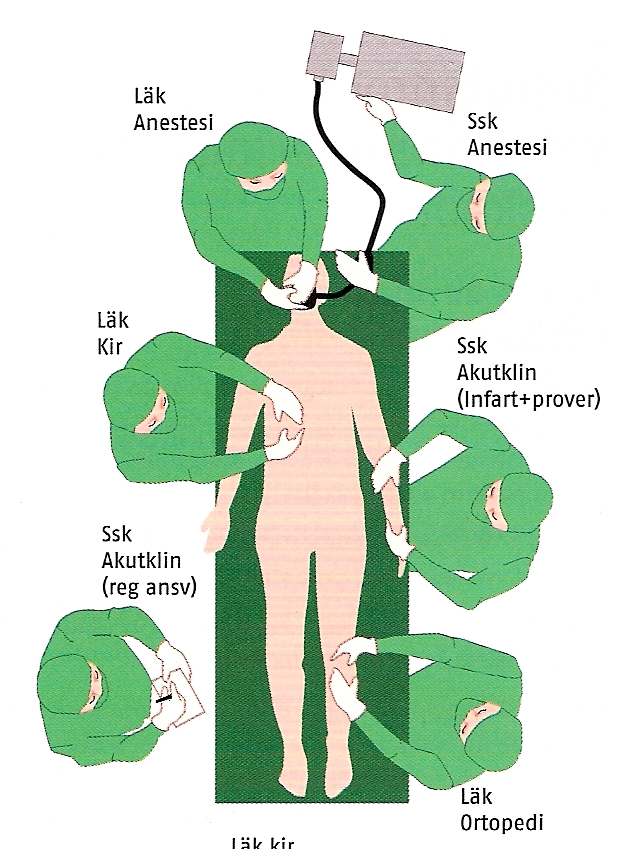 Läk
Anestesi
Ssk
Anestesi
Läk
Kir
Ssk
Akutklin
(Infart+prover)
Ssk
Akutklin
(reg ansv)
Läk
Ortopedi
Läk kir